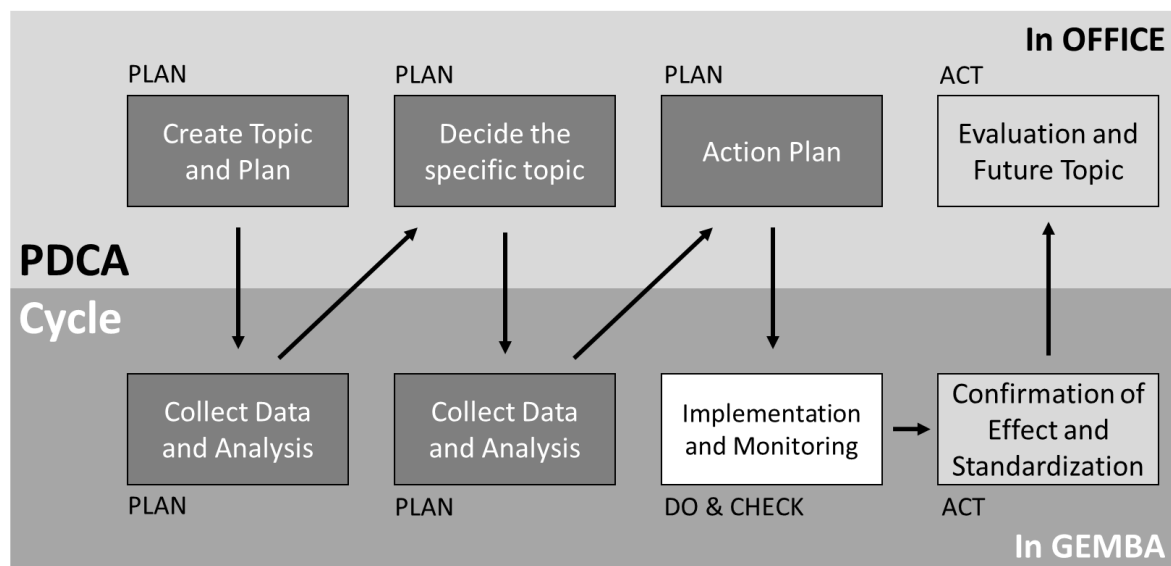 In OFFICE
PLAN
PLAN
PLAN
ACT
Create Topic
and Plan
Decide the
specific topic
Action Plan
Evaluation and
Future Topic
PDCA
Cycle
Collect Data
and Analysis
Collect Data
and Analysis
Implementation
and Monitoring
Confirmation of
Effect and
Standardization
PLAN
PLAN
DO & CHECK
ACT
In GEMBA